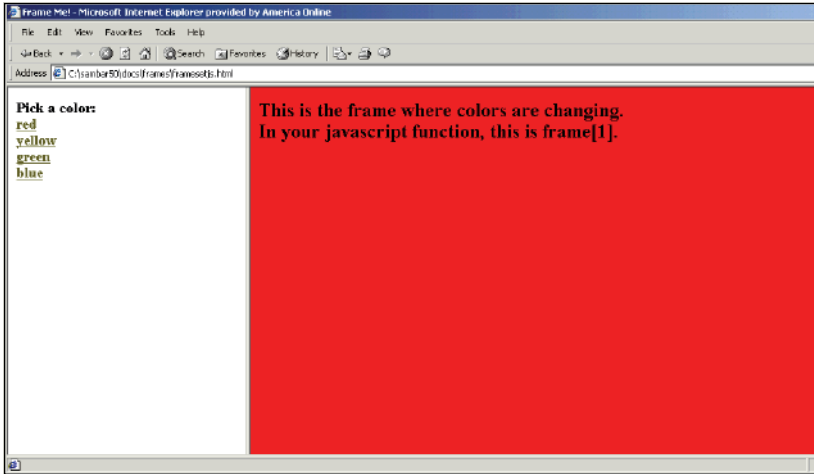 Frame Me! - Microsoft Internet Explorer provided by America Online
File Edit View Favorites Tools Help
Back Search Favorites History
Address C:\sambar50\docs\frames\framesetjs.html
Pick a color:
red
yellow
green
blue
This is the frame where colors are changing.
In your javascript function, this is frame[1].